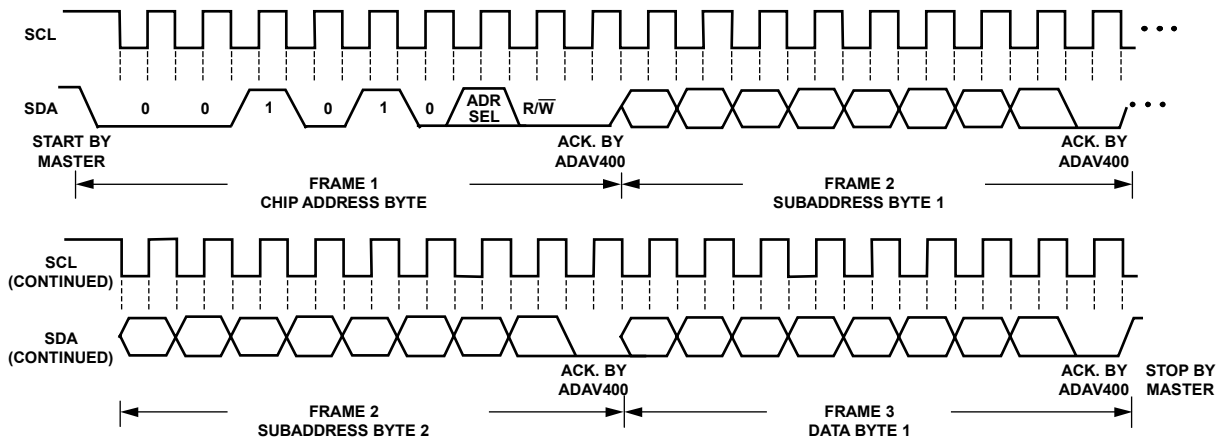 SCL
SDA
0 0 1 0 1 0 ADR SEL R/W̅
START BY MASTER
ACK. BY ADAV400
ACK. BY ADAV400
FRAME 1
CHIP ADDRESS BYTE
FRAME 2
SUBADDRESS BYTE 1
SCL
(CONTINUED)
SDA
(CONTINUED)
ACK. BY ADAV400
ACK. BY ADAV400
STOP BY MASTER
FRAME 2
SUBADDRESS BYTE 2
FRAME 3
DATA BYTE 1